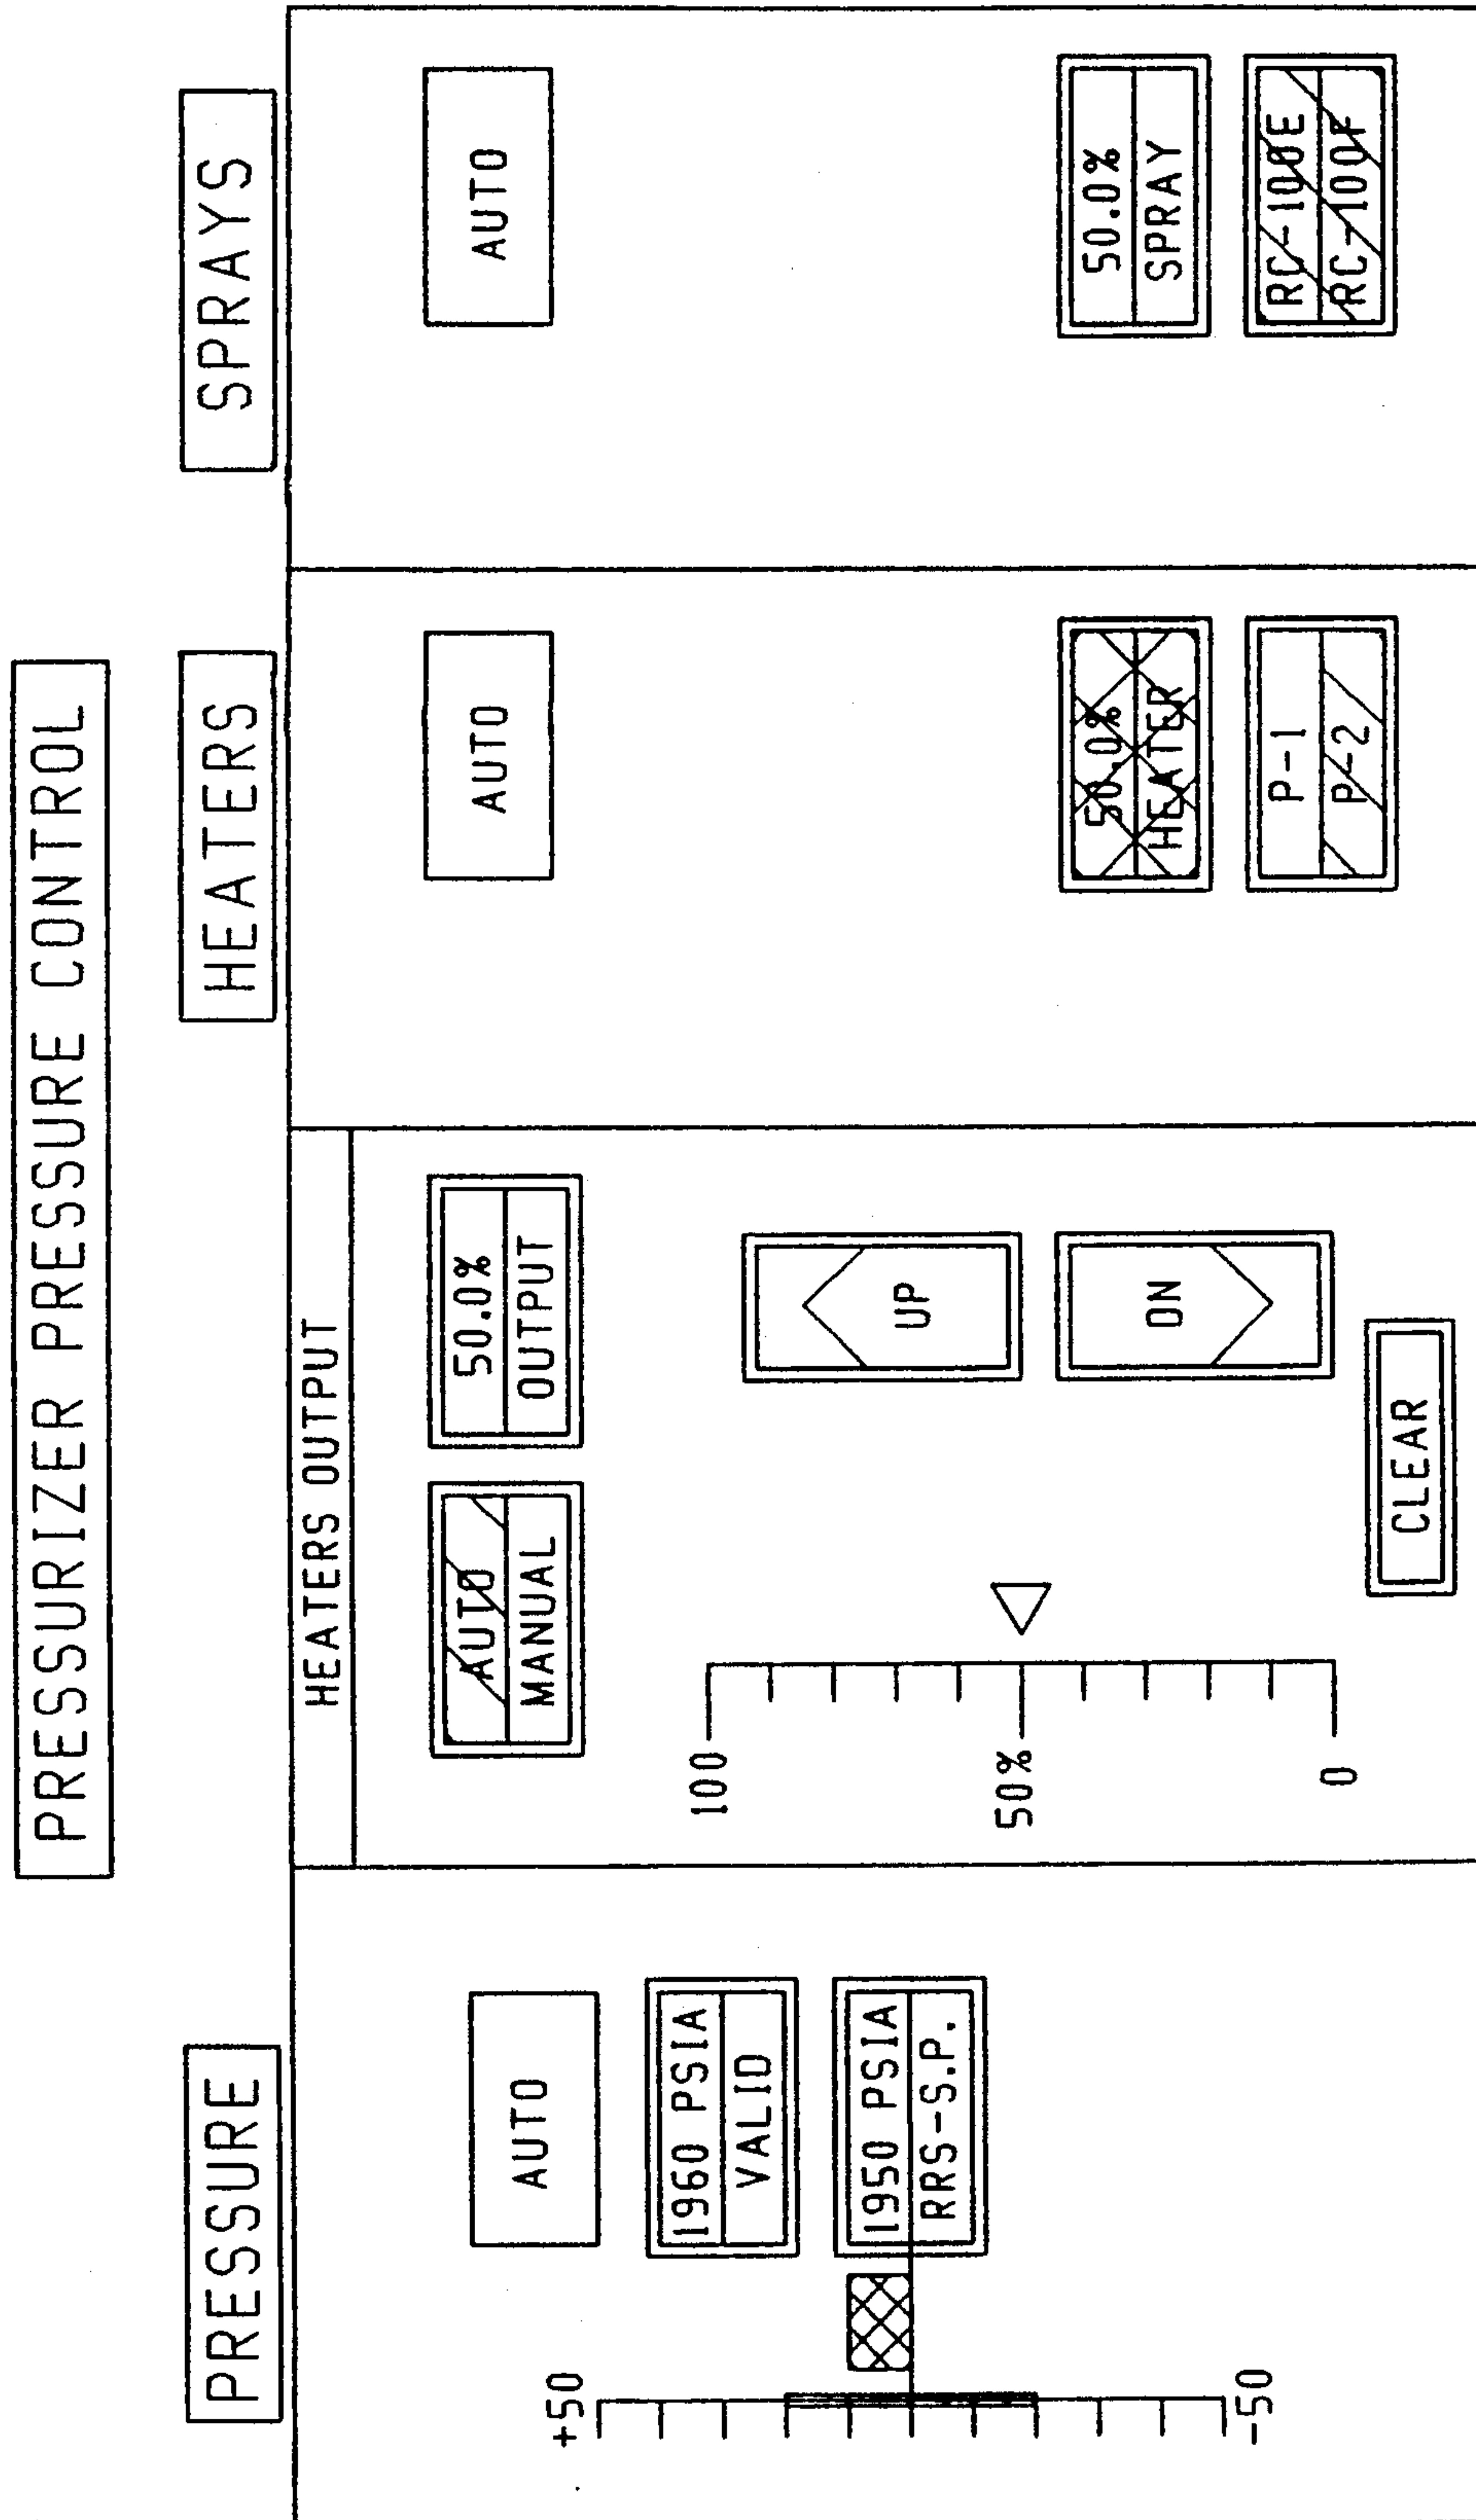 PRESSURIZER PRESSURE CONTROL
PRESSURE
HEATERS
SPRAYS
+50
-50
AUTO
1960 PSIA
VALID
1950 PSIA
RRS-S.P.
HEATERS OUTPUT
AUTO
MANUAL
50.0%
OUTPUT
100
50%
0
UP
DN
CLEAR
AUTO
50.0%
HEATER
P-1
P-2
AUTO
50.0%
SPRAY
RC-100E
RC-100F